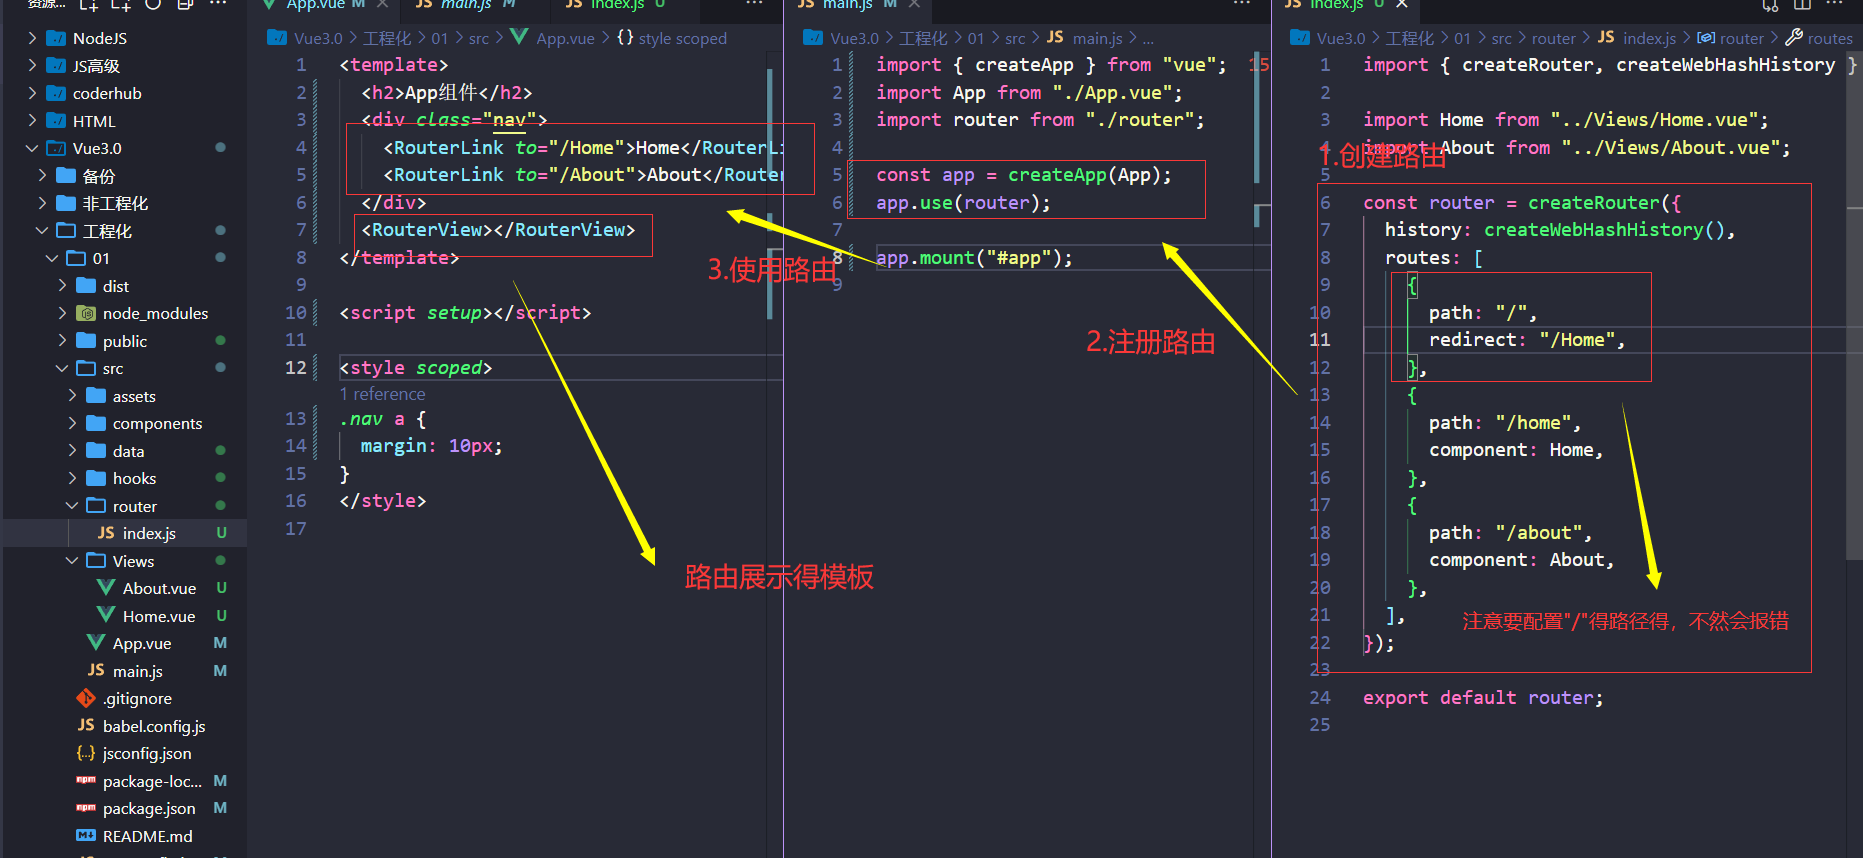 资源...
NodeJS
JS高级
coderhub
HTML
Vue3.0
备份
非工程化
工程化
01
dist
node_modules
public
src
assets
components
data
hooks
router
JS index.js U
Views
About.vue U
Home.vue U
App.vue M
JS main.js M
.gitignore
JS babel.config.js
{..} jsconfig.json
npm package-loc... M
npm package.json M
README.md
App.vue M
JS main.js M
JS index.js U
Vue3.0 > 工程化 > 01 > src > App.vue > {} style scoped
1 <template>
2 <h2>App组件</h2>
3 <div class="nav">
4 <RouterLink to="/Home">Home</RouterLi
5 <RouterLink to="/About">About</Router
6 </div>
7 <RouterView></RouterView>
8 </template>
9
10 <script setup></script>
11
12 <style scoped>
1 reference
13 .nav a {
14 margin: 10px;
15 }
16 </style>
17
3.使用路由
路由展示得模板
JS main.js M
Vue3.0 > 工程化 > 01 > src > JS main.js > ...
1 import { createApp } from "vue"; 15
2 import App from "./App.vue";
3 import router from "./router";
4
5 const app = createApp(App);
6 app.use(router);
7
8 app.mount("#app");
9
2.注册路由
JS index.js U
Vue3.0 > 工程化 > 01 > src > router > JS index.js > router > routes
1 import { createRouter, createWebHashHistory }
2
3 import Home from "../Views/Home.vue";
4 import About from "../Views/About.vue";
1.创建路由
5
6 const router = createRouter({
7 history: createWebHashHistory(),
8 routes: [
9 {
10 path: "/",
11 redirect: "/Home",
12 },
13 {
14 path: "/home",
15 component: Home,
16 },
17 {
18 path: "/about",
19 component: About,
20 },
21 ],
22 });
23
24 export default router;
25
注意要配置"/"得路径得，不然会报错